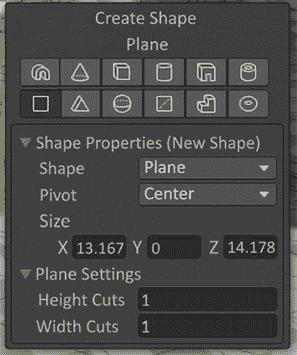 Create Shape
Plane
Shape Properties (New Shape)
Shape Plane
Pivot Center
Size
X 13.167 Y 0 Z 14.178
Plane Settings
Height Cuts 1
Width Cuts 1